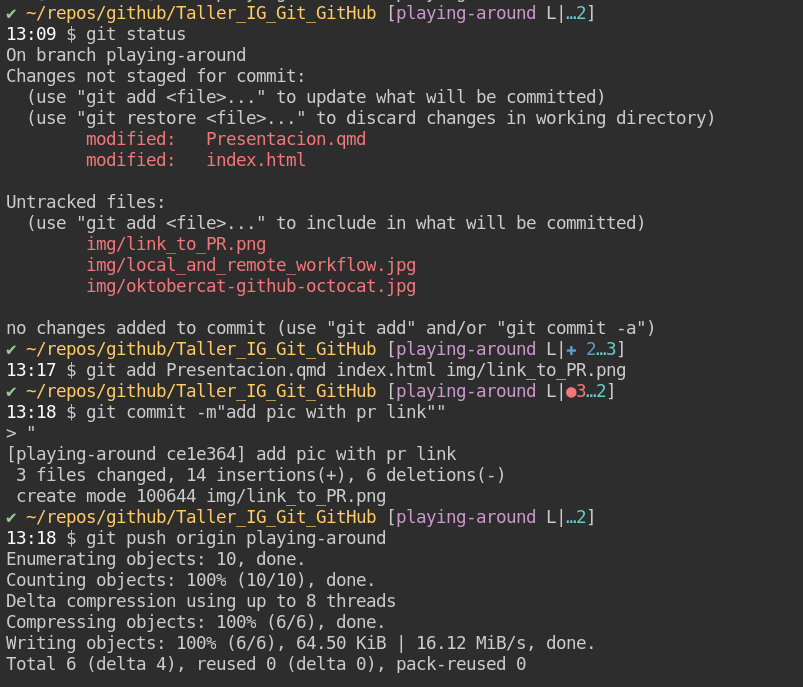 ✔ ~/repos/github/Taller_IG_Git_GitHub [playing-around L|…2]
13:09 $ git status
On branch playing-around
Changes not staged for commit:
  (use "git add <file>..." to update what will be committed)
  (use "git restore <file>..." to discard changes in working directory)
        modified:   Presentacion.qmd
        modified:   index.html

Untracked files:
  (use "git add <file>..." to include in what will be committed)
        img/link_to_PR.png
        img/local_and_remote_workflow.jpg
        img/oktobercat-github-octocat.jpg

no changes added to commit (use "git add" and/or "git commit -a")
✔ ~/repos/github/Taller_IG_Git_GitHub [playing-around L|✚ 2…3]
13:17 $ git add Presentacion.qmd index.html img/link_to_PR.png
✔ ~/repos/github/Taller_IG_Git_GitHub [playing-around L|●3…2]
13:18 $ git commit -m"add pic with pr link""
> "
[playing-around ce1e364] add pic with pr link
 3 files changed, 14 insertions(+), 6 deletions(-)
 create mode 100644 img/link_to_PR.png
✔ ~/repos/github/Taller_IG_Git_GitHub [playing-around L|…2]
13:18 $ git push origin playing-around
Enumerating objects: 10, done.
Counting objects: 100% (10/10), done.
Delta compression using up to 8 threads
Compressing objects: 100% (6/6), done.
Writing objects: 100% (6/6), 64.50 KiB | 16.12 MiB/s, done.
Total 6 (delta 4), reused 0 (delta 0), pack-reused 0